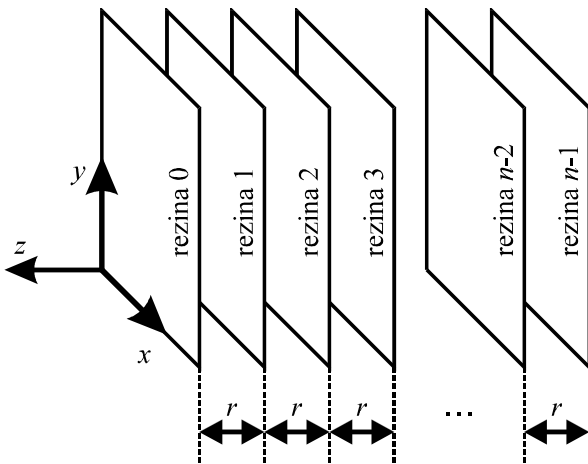 y
z
x
rezina 0
rezina 1
rezina 2
rezina 3
rezina n-2
rezina n-1
r r r ... r